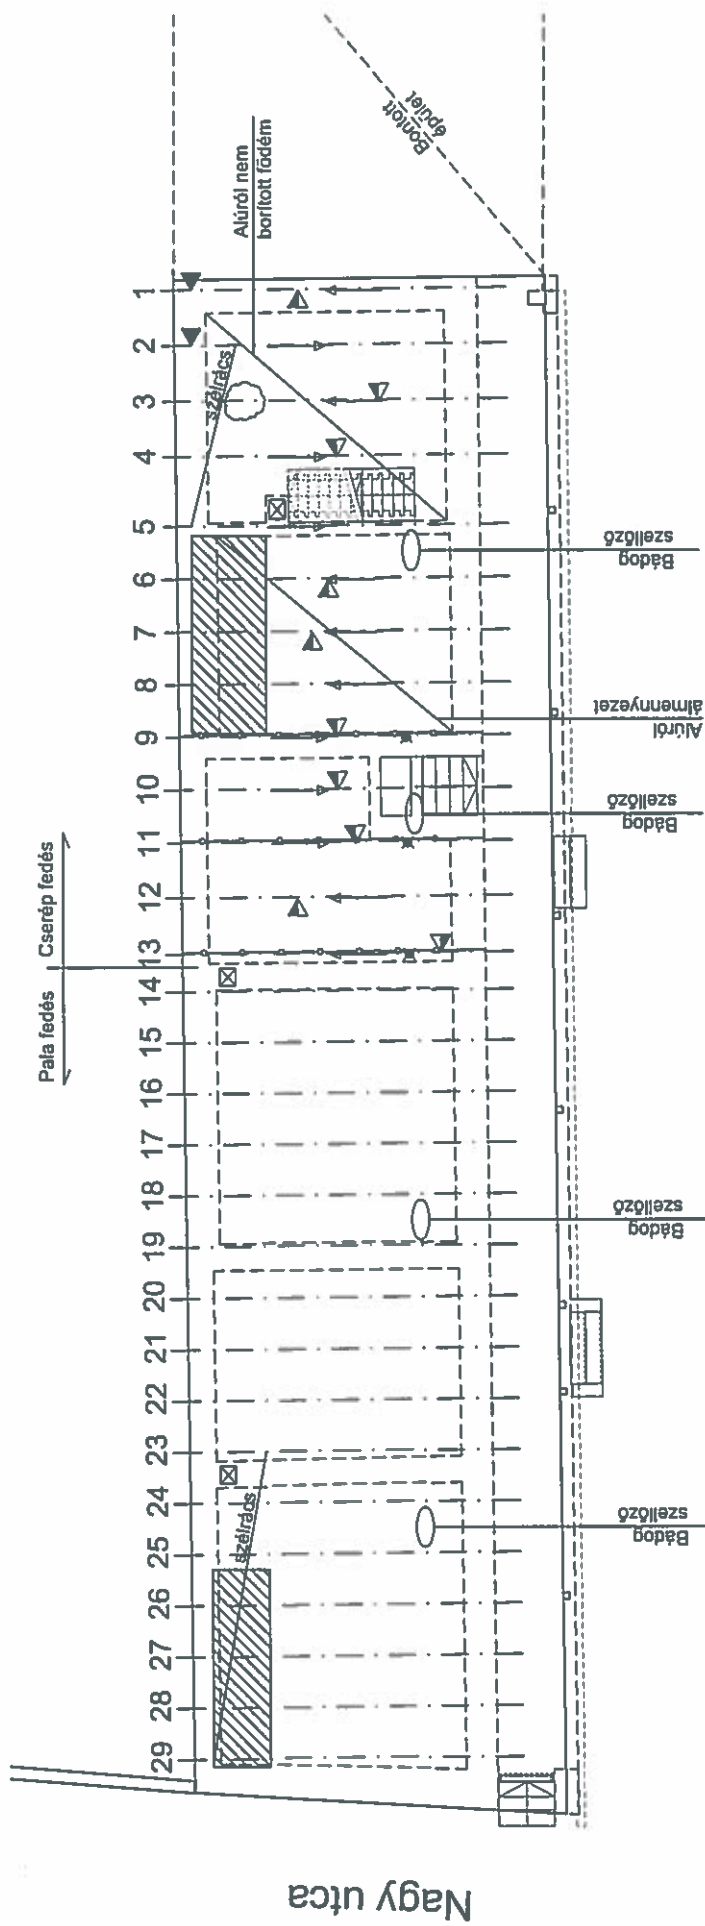 Bontott
épület
Alúról nem
borított födém
1
2
3
4
5
6
7
8
9
10
11
12
13
14
15
16
17
18
19
20
21
22
23
24
25
26
27
28
29
szélrács
szélrács
Cserép fedés
Pala fedés
Bádog
szellőző
Alúról
álmennyezet
Bádog
szellőző
Bádog
szellőző
Bádog
szellőző
Nagy utca